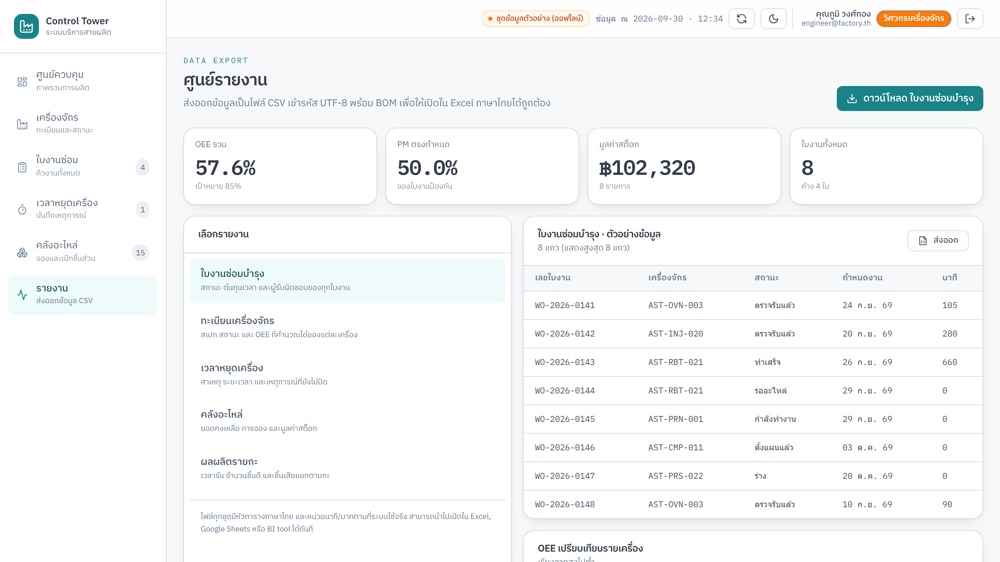 Control Tower
ระบบบริหารสายผลิต
ชุดข้อมูลตัวอย่าง (ออฟไลน์)
ข้อมูล ณ 2026-09-30 · 12:34
คุณภูมิ วงศ์ทอง
engineer@factory.th
วิศวกรเครื่องจักร
ศูนย์ควบคุม
ภาพรวมการผลิต
เครื่องจักร
ทะเบียนและสถานะ
ใบงานซ่อม
คิวงานทั้งหมด
4
เวลาหยุดเครื่อง
บันทึกเหตุการณ์
1
คลังอะไหล่
จองและเบิกชิ้นส่วน
15
รายงาน
ส่งออกข้อมูล CSV
DATA EXPORT
ศูนย์รายงาน
ส่งออกข้อมูลเป็นไฟล์ CSV เข้ารหัส UTF-8 พร้อม BOM เพื่อให้เปิดใน Excel ภาษาไทยได้ถูกต้อง
ดาวน์โหลด ใบงานซ่อมบำรุง
OEE รวม
57.6%
เป้าหมาย 85%
PM ตรงกำหนด
50.0%
ของใบงานป้องกัน
มูลค่าสต็อก
฿102,320
8 รายการ
ใบงานทั้งหมด
8
ค้าง 4 ใบ
เลือกรายงาน
ใบงานซ่อมบำรุง
สถานะ ต้นทุนเวลา และผู้รับผิดชอบของทุกใบงาน
ทะเบียนเครื่องจักร
สเปก สถานะ และ OEE ที่คำนวณได้ของแต่ละเครื่อง
เวลาหยุดเครื่อง
สาเหตุ ระยะเวลา และเหตุการณ์ที่ยังไม่ปิด
คลังอะไหล่
ยอดคงเหลือ การจอง และมูลค่าสต็อก
ผลผลิตรายกะ
เวลารัน จำนวนชิ้นดี และชิ้นเสียแยกตามกะ
ไฟล์ทุกชุดมีหัวตารางภาษาไทย และหน่วยนาที/บาทตามที่ระบบใช้จริง สามารถนำไปเปิดใน Excel,
Google Sheets หรือ BI tool ได้ทันที
ใบงานซ่อมบำรุง · ตัวอย่างข้อมูล
8 แถว (แสดงสูงสุด 8 แถว)
ส่งออก
เลขใบงาน เครื่องจักร สถานะ กำหนดงาน นาที
WO-2026-0141 AST-OVN-003 ตรวจรับแล้ว 24 ก.ย. 69 105
WO-2026-0142 AST-INJ-020 ตรวจรับแล้ว 20 ก.ย. 69 280
WO-2026-0143 AST-RBT-021 ทำเสร็จ 26 ก.ย. 69 660
WO-2026-0144 AST-RBT-021 รออะไหล่ 29 ก.ย. 69 0
WO-2026-0145 AST-PRN-001 กำลังทำงาน 29 ก.ย. 69 0
WO-2026-0146 AST-CMP-011 ตั้งแผนแล้ว 03 ต.ค. 69 0
WO-2026-0147 AST-PRS-022 ร่าง 20 ต.ค. 69 0
WO-2026-0148 AST-OVN-003 ตรวจรับแล้ว 10 ก.ย. 69 90
OEE เปรียบเทียบรายเครื่อง
เรียงจากสูงไปต่ำ